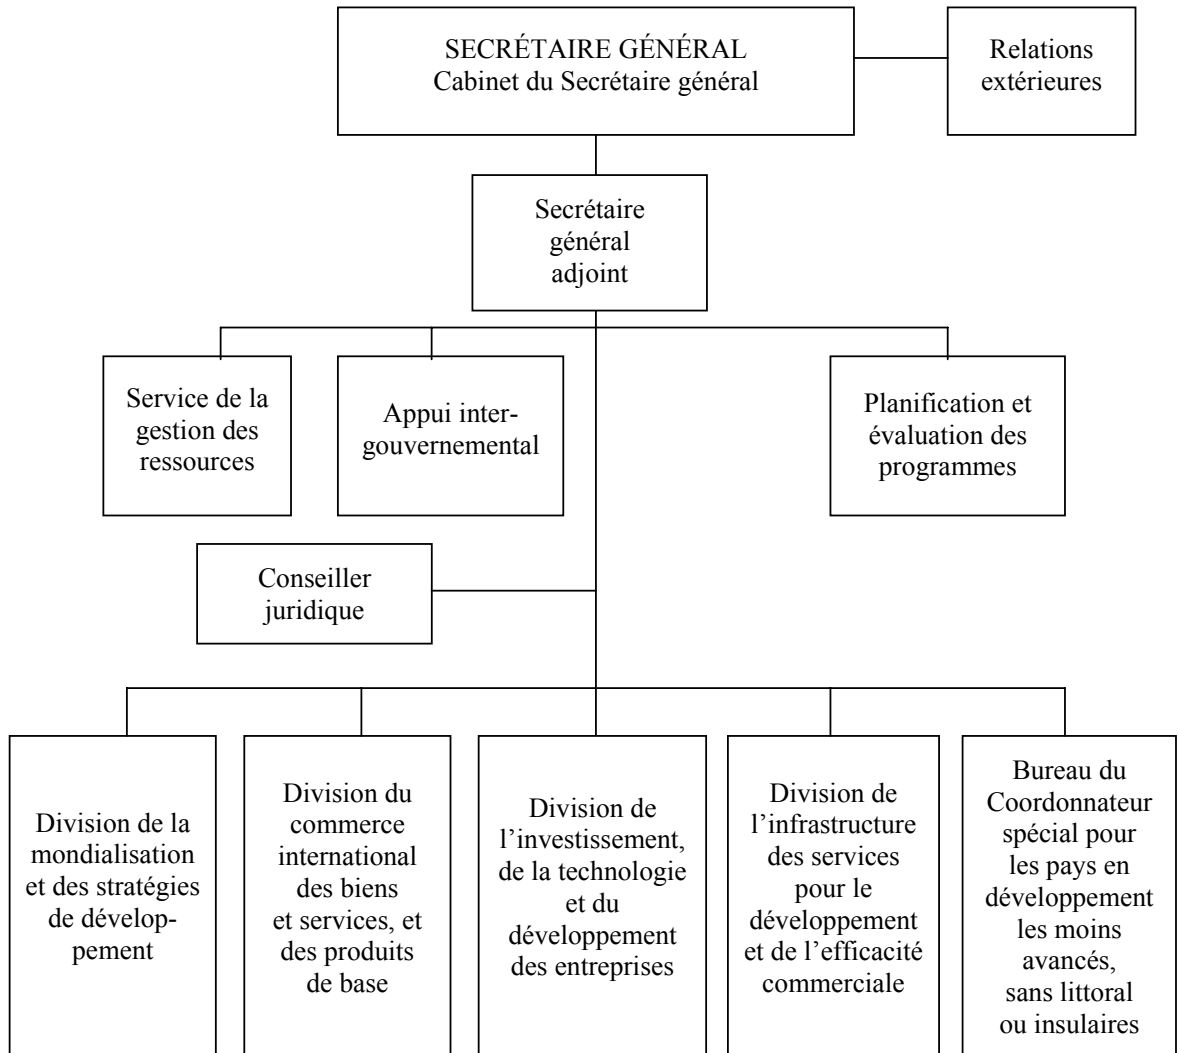 SECRÉTAIRE GÉNÉRAL
Cabinet du Secrétaire général
Relations
extérieures
Secrétaire
général
adjoint
Service de la
gestion des
ressources
Appui inter-
gouvernemental
Planification et
évaluation des
programmes
Conseiller
juridique
Division de la
mondialisation
et des stratégies
de dévelop-
pement
Division du
commerce
international
des biens
et services, et
des produits
de base
Division de
l’investissement,
de la technologie
et du
développement
des entreprises
Division de
l’infrastructure
des services
pour le
développement
et de l’efficacité
commerciale
Bureau du
Coordonnateur
spécial pour
les pays en
développement
les moins
avancés,
sans littoral
ou insulaires